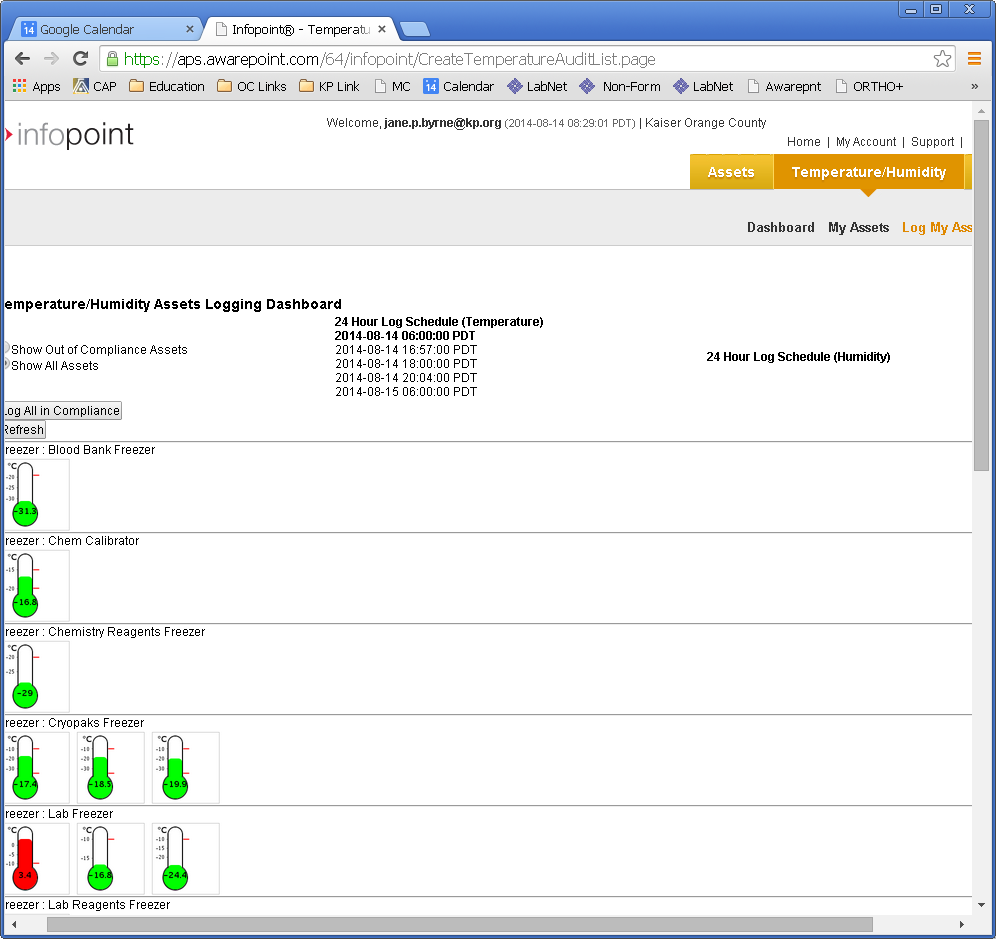 Google Calendar
Infopoint® - Temperatu
https://aps.awarepoint.com/64/infopoint/CreateTemperatureAuditList.page
Apps CAP Education OC Links KP Link MC 14 Calendar LabNet Non-Form LabNet Awarepnt ORTHO+ »
infopoint
Welcome, jane.p.byrne@kp.org (2014-08-14 08:29:01 PDT) | Kaiser Orange County
Home | My Account | Support |
Assets Temperature/Humidity
Dashboard My Assets Log My Ass
emperature/Humidity Assets Logging Dashboard
24 Hour Log Schedule (Temperature)
2014-08-14 06:00:00 PDT
2014-08-14 16:57:00 PDT
2014-08-14 18:00:00 PDT
2014-08-14 20:04:00 PDT
2014-08-15 06:00:00 PDT
24 Hour Log Schedule (Humidity)
Show Out of Compliance Assets
Show All Assets
Log All in Compliance
Refresh
reezer : Blood Bank Freezer
°C
-20
-25
-30
-31.3
reezer : Chem Calibrator
°C
-15
-20
-16.8
reezer : Chemistry Reagents Freezer
°C
-20
-25
-29
reezer : Cryopaks Freezer
°C °C °C
-10 -10 -10
-20 -20 -20
-30 -30 -30
-17.4 -18.5 -19.9
reezer : Lab Freezer
°C °C °C
0 -10 -10
-5 -15 -15
-10 -20
3.4 -16.8 -24.4
reezer : Lab Reagents Freezer